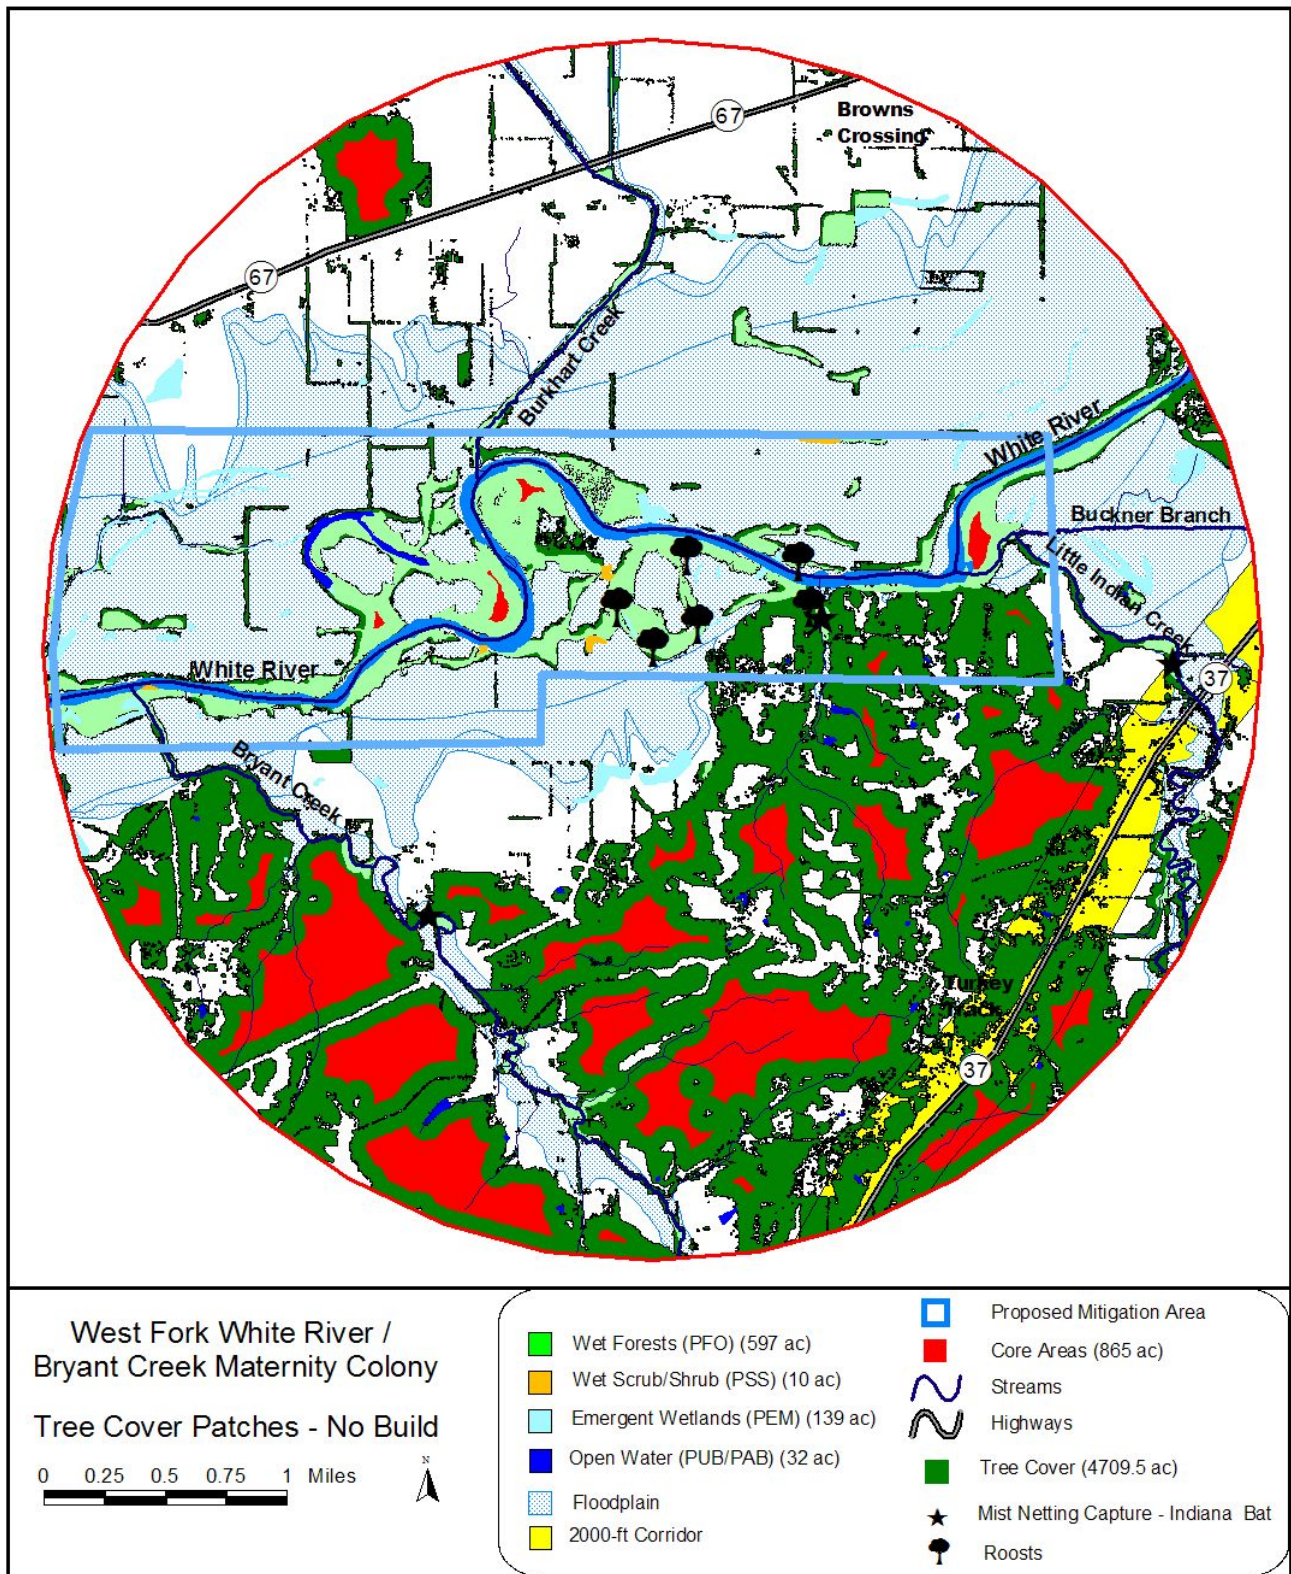 67
Browns
Crossing
67
Burkhart Creek
White River
Buckner Branch
Little Indian Creek
White River
37
Bryant Creek
Turkey
Track
37
West Fork White River /
Bryant Creek Maternity Colony
Tree Cover Patches - No Build
0 0.25 0.5 0.75 1 Miles
N
Wet Forests (PFO) (597 ac)
Wet Scrub/Shrub (PSS) (10 ac)
Emergent Wetlands (PEM) (139 ac)
Open Water (PUB/PAB) (32 ac)
Floodplain
2000-ft Corridor
Proposed Mitigation Area
Core Areas (865 ac)
Streams
Highways
Tree Cover (4709.5 ac)
Mist Netting Capture - Indiana Bat
Roosts